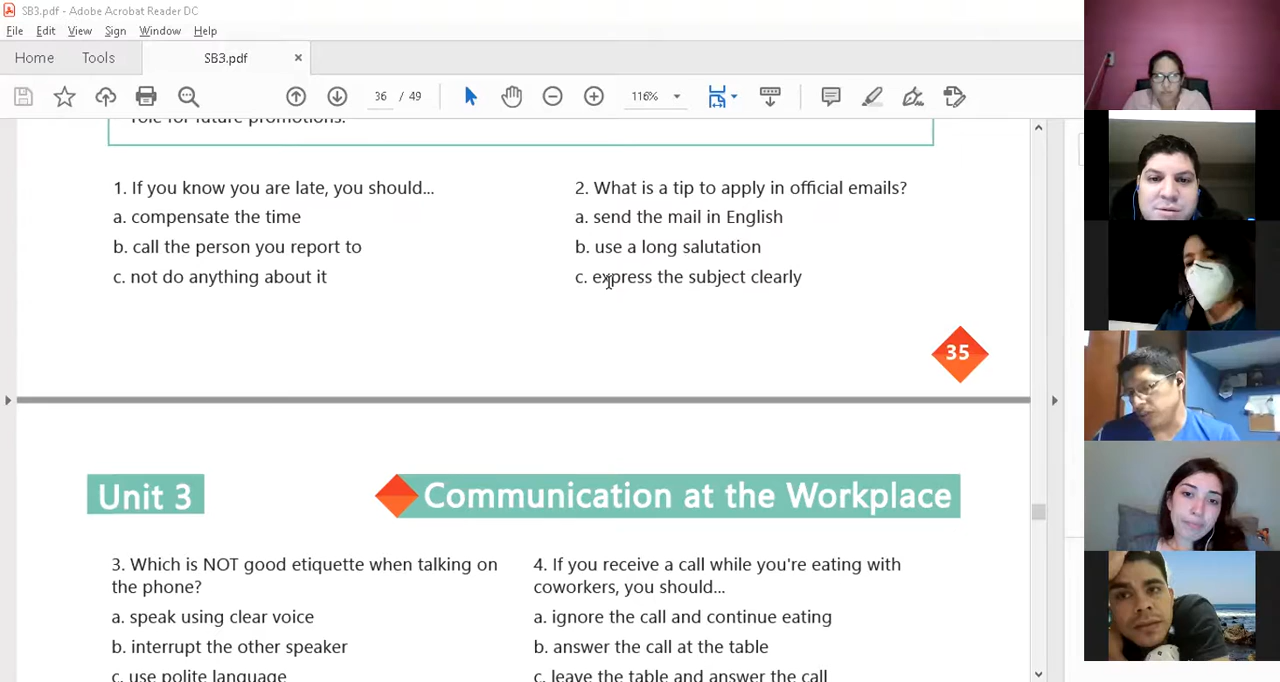 SB3.pdf - Adobe Acrobat Reader DC
File Edit View Sign Window Help
Home Tools SB3.pdf ×
36 / 49 116%
role for future promotions.
1. If you know you are late, you should...
a. compensate the time
b. call the person you report to
c. not do anything about it
2. What is a tip to apply in official emails?
a. send the mail in English
b. use a long salutation
c. express the subject clearly
35
Unit 3
Communication at the Workplace
3. Which is NOT good etiquette when talking on
the phone?
a. speak using clear voice
b. interrupt the other speaker
c. use polite language
4. If you receive a call while you're eating with
coworkers, you should...
a. ignore the call and continue eating
b. answer the call at the table
c. leave the table and answer the call